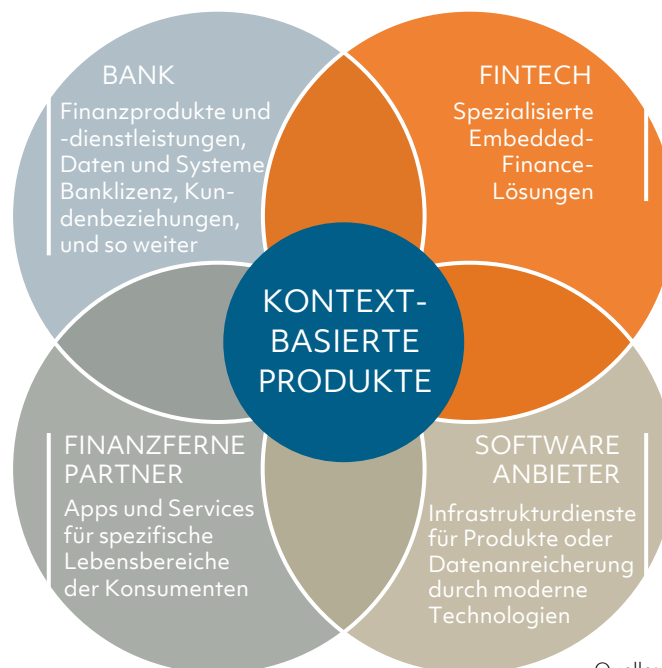 BANK
Finanzprodukte und
-dienstleistungen,
Daten und Systeme
Banklizenz, Kun-
denbeziehungen,
und so weiter
FINTECH
Spezialisierte
Embedded-
Finance-
Lösungen
KONTEXT-
BASIERTE
PRODUKTE
FINANZFERNE
PARTNER
Apps und Services
für spezifische
Lebensbereiche
der Konsumenten
SOFTWARE
ANBIETER
Infrastrukturdienste
für Produkte oder
Datenanreicherung
durch moderne
Technologien